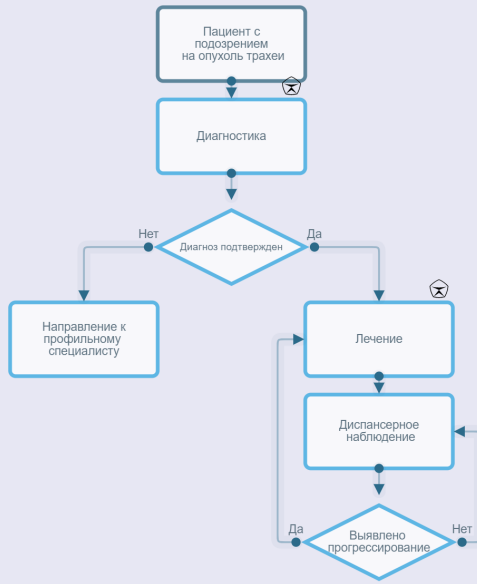 Пациент с
подозрением
на опухоль трахеи
Диагностика
Диагноз подтвержден
Нет
Да
Направление к
профильному
специалисту
Лечение
Диспансерное
наблюдение
Выявлено
прогрессирование
Да
Нет